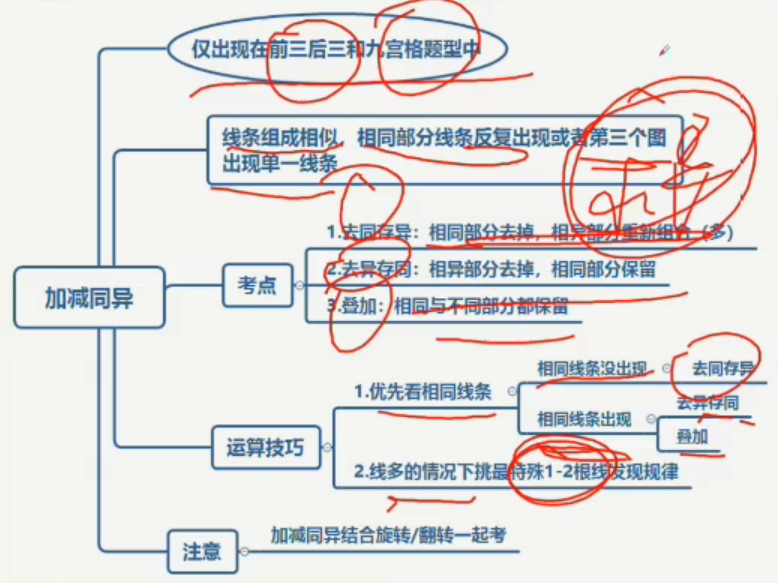 仅出现在前三后三和九宫格题型中
线条组成相似、相同部分线条反复出现或者第三个图
出现单一线条
1.去同存异：相同部分去掉，相异部分重新组合（多）
考点
2.去异存同：相异部分去掉，相同部分保留
加减同异
3.叠加：相同与不同部分都保留
相同线条没出现
去同存异
1.优先看相同线条
去异存同
相同线条出现
叠加
运算技巧
2.线多的情况下挑最特殊1-2根线发现规律
加减同异结合旋转/翻转一起考
注意